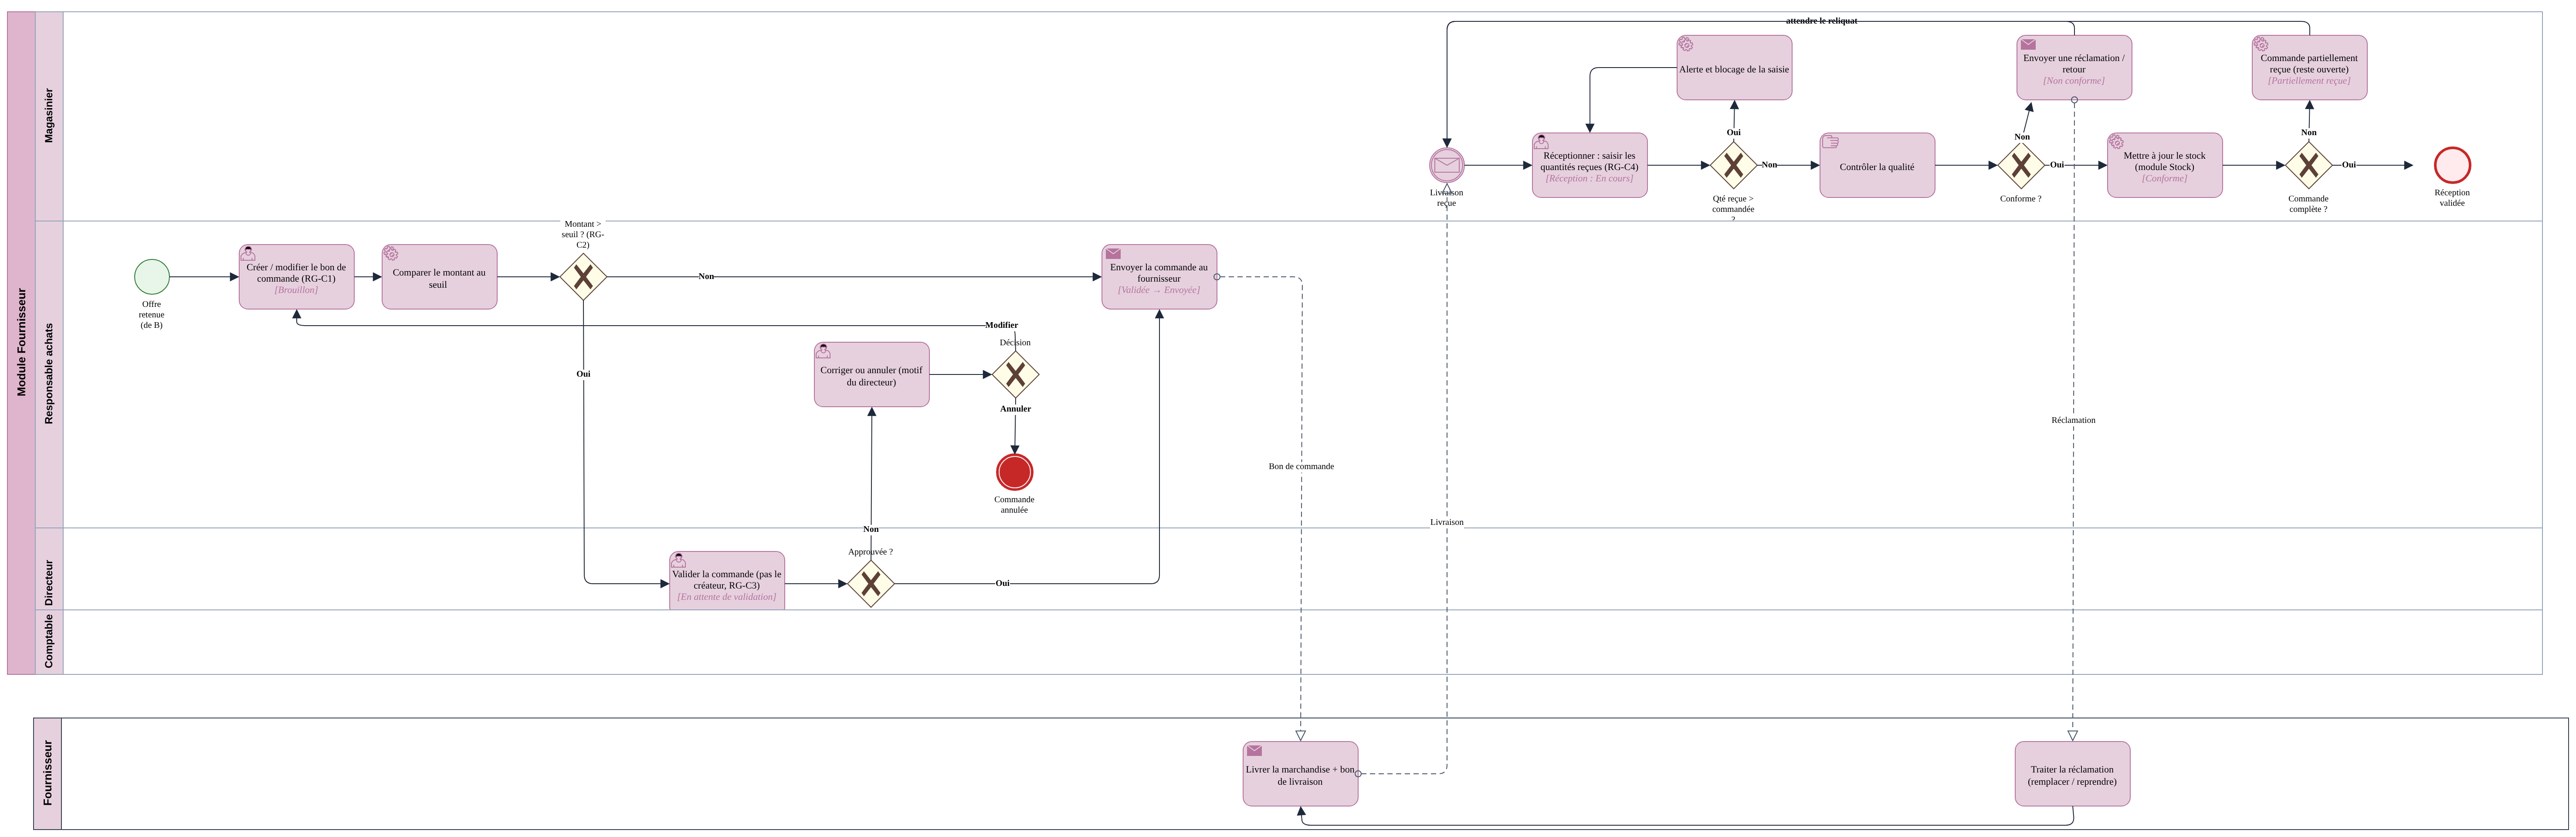 Module Fournisseur
Magasinier
attendre le reliquat
Alerte et blocage de la saisie
Envoyer une réclamation /
retour
[Non conforme]
Commande partiellement
reçue (reste ouverte)
[Partiellement reçue]
Livraison
reçue
Réceptionner : saisir les
quantités reçues (RG-C4)
[Réception : En cours]
Oui
Non
Qté reçue >
commandée
?
Contrôler la qualité
Non
Oui
Conforme ?
Mettre à jour le stock
(module Stock)
[Conforme]
Non
Oui
Commande
complète ?
Réception
validée
Responsable achats
Offre
retenue
(de B)
Créer / modifier le bon de
commande (RG-C1)
[Brouillon]
Comparer le montant au
seuil
Montant >
seuil ? (RG-
C2)
Non
Oui
Envoyer la commande au
fournisseur
[Validée → Envoyée]
Modifier
Décision
Corriger ou annuler (motif
du directeur)
Annuler
Commande
annulée
Bon de commande
Livraison
Réclamation
Directeur
Non
Approuvée ?
Valider la commande (pas le
créateur, RG-C3)
[En attente de validation]
Oui
Comptable
Fournisseur
Livrer la marchandise + bon
de livraison
Traiter la réclamation
(remplacer / reprendre)